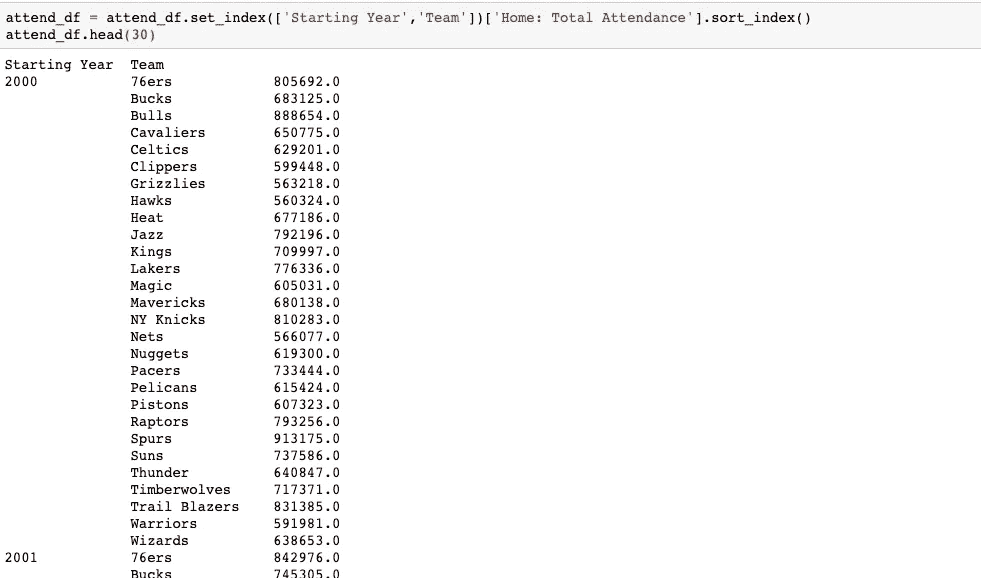 attend_df = attend_df.set_index(['Starting Year','Team'])['Home: Total Attendance'].sort_index()
attend_df.head(30)
Starting Year  Team
2000           76ers            805692.0
               Bucks            683125.0
               Bulls            888654.0
               Cavaliers        650775.0
               Celtics          629201.0
               Clippers         599448.0
               Grizzlies        563218.0
               Hawks            560324.0
               Heat             677186.0
               Jazz             792196.0
               Kings            709997.0
               Lakers           776336.0
               Magic            605031.0
               Mavericks        680138.0
               NY Knicks        810283.0
               Nets             566077.0
               Nuggets          619300.0
               Pacers           733444.0
               Pelicans         615424.0
               Pistons          607323.0
               Raptors          793256.0
               Spurs            913175.0
               Suns             737586.0
               Thunder          640847.0
               Timberwolves     717371.0
               Trail Blazers    831385.0
               Warriors         591981.0
               Wizards          638653.0
2001           76ers            842976.0
               Bucks            745305.0